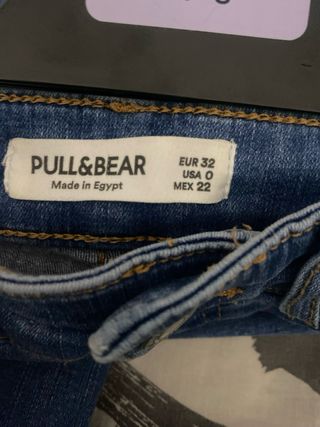 PULL&BEAR
Made in Egypt
EUR 32
USA 0
MEX 22